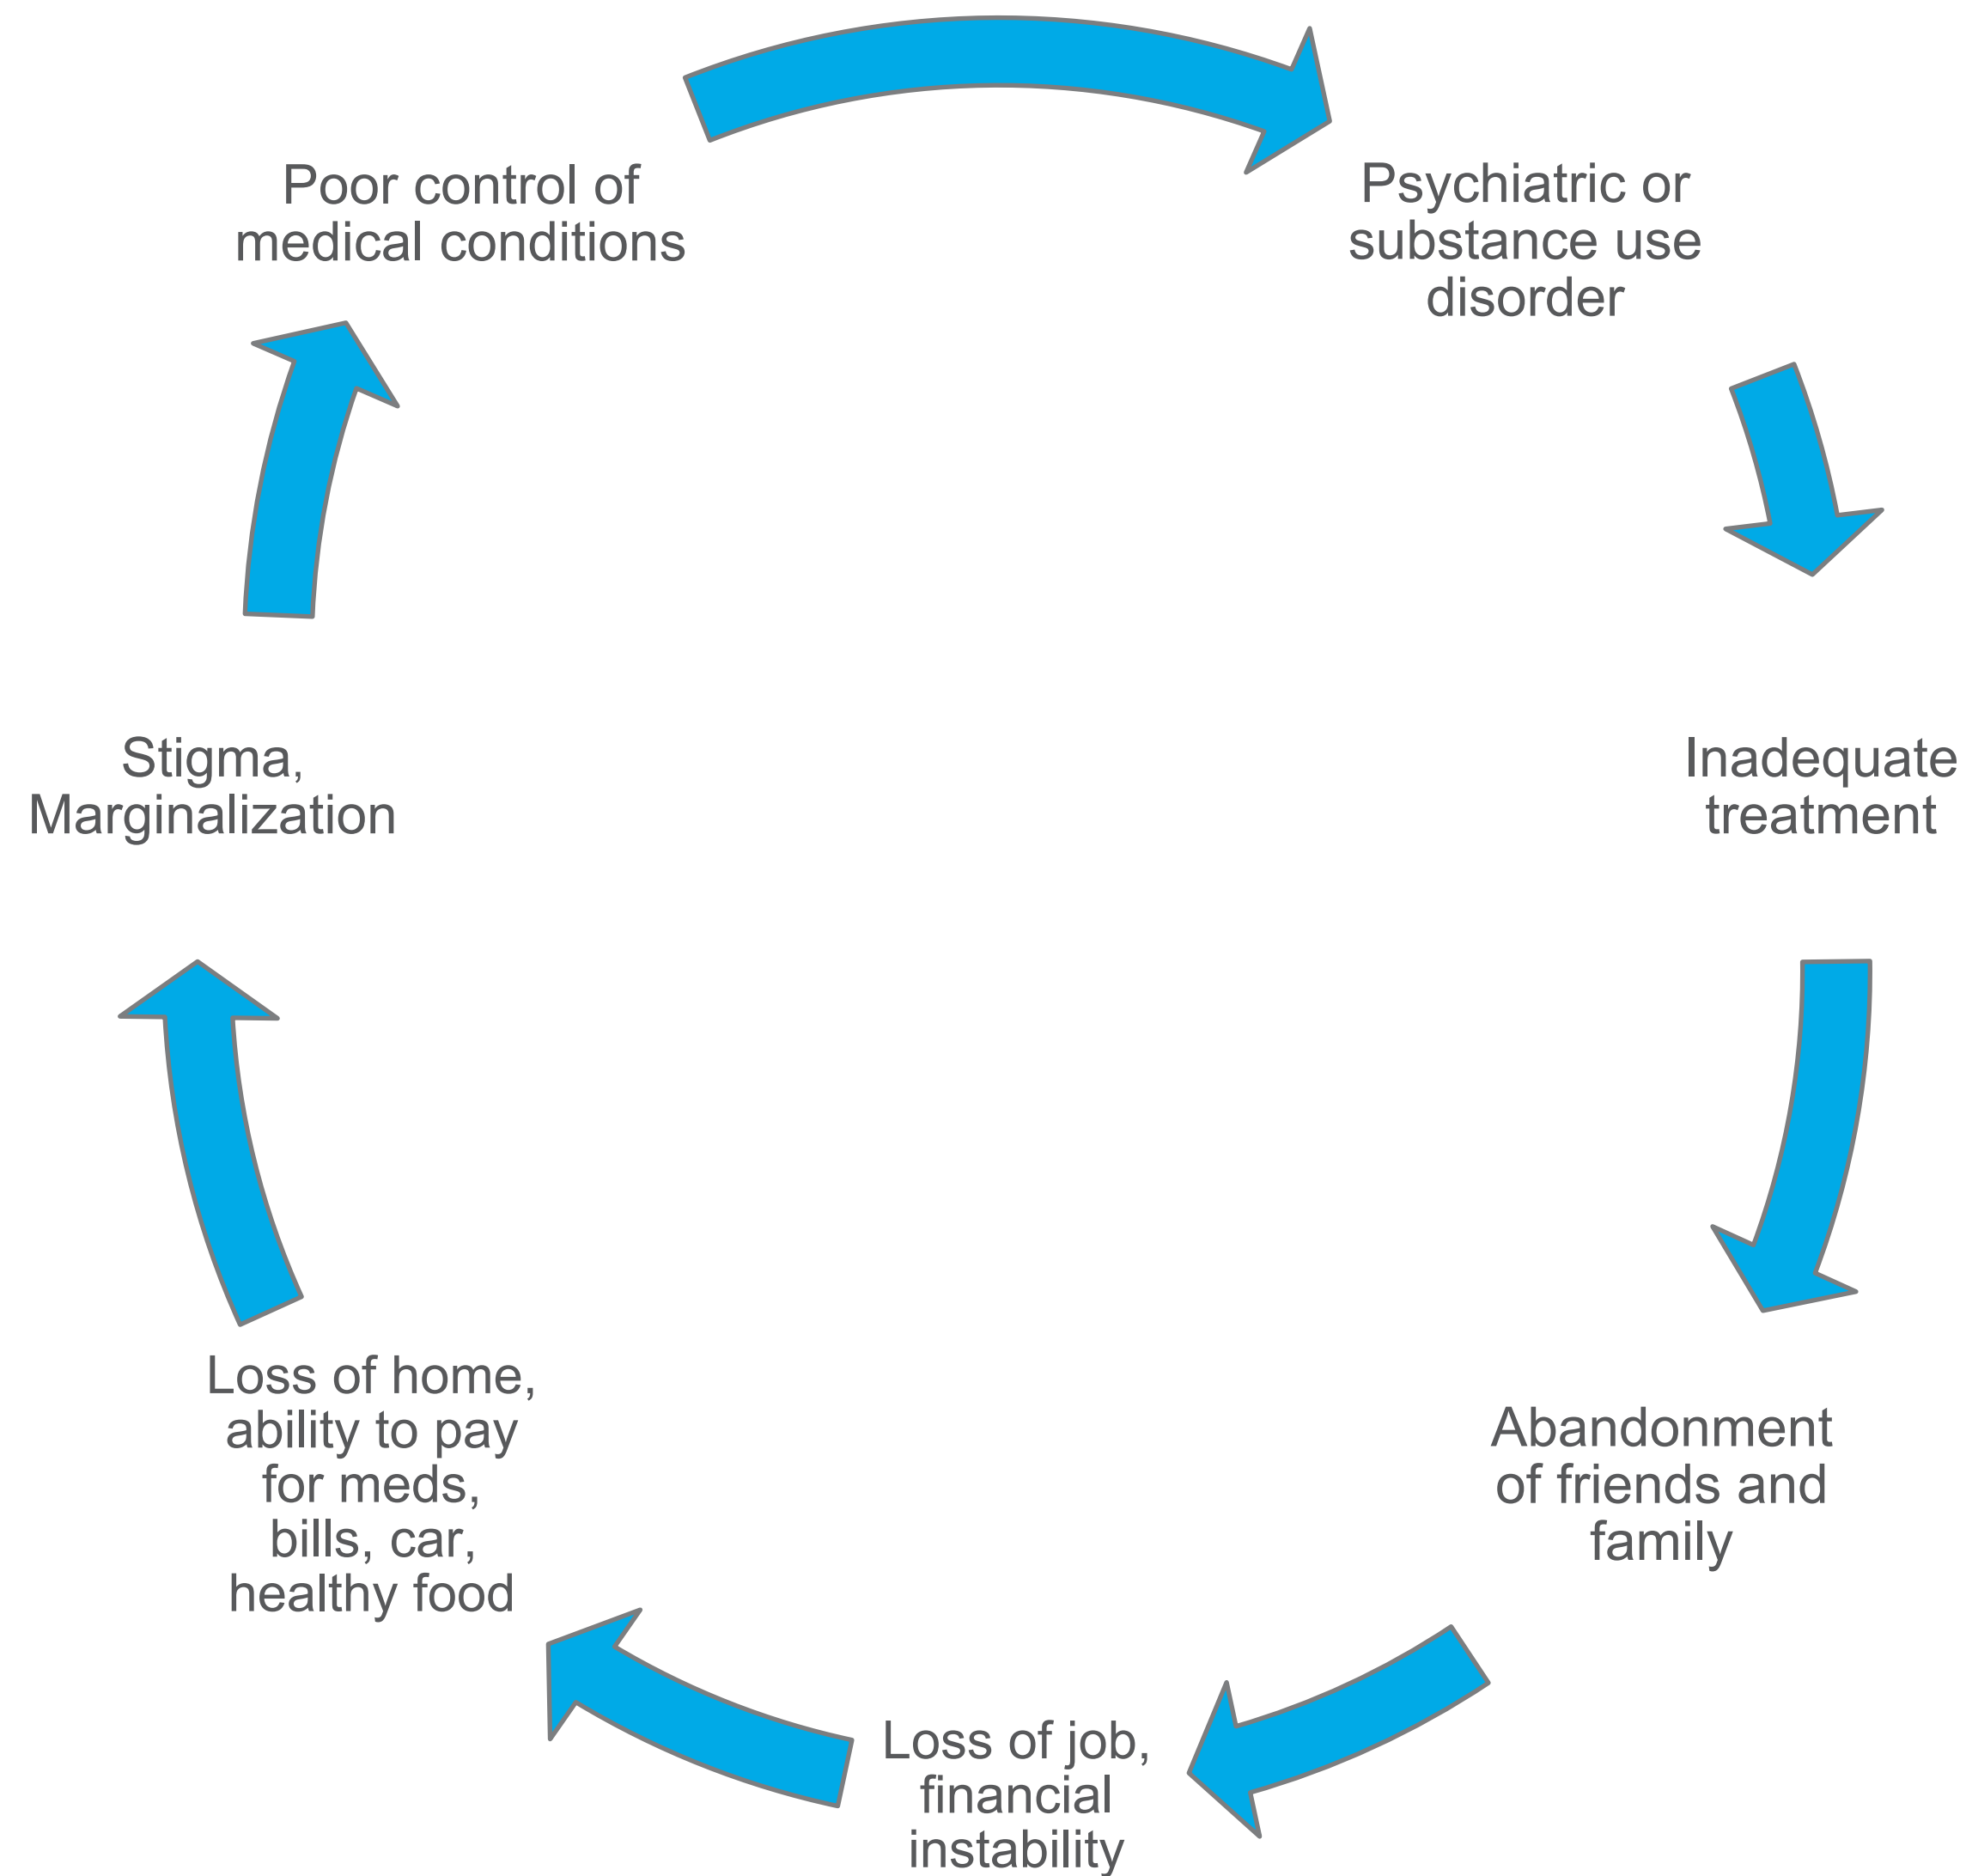 Poor control of
medical conditions
Psychiatric or
substance use
disorder
Stigma,
Marginalization
Inadequate
treatment
Loss of home,
ability to pay
for meds,
bills, car,
healthy food
Abandonment
of friends and
family
Loss of job,
financial
instability